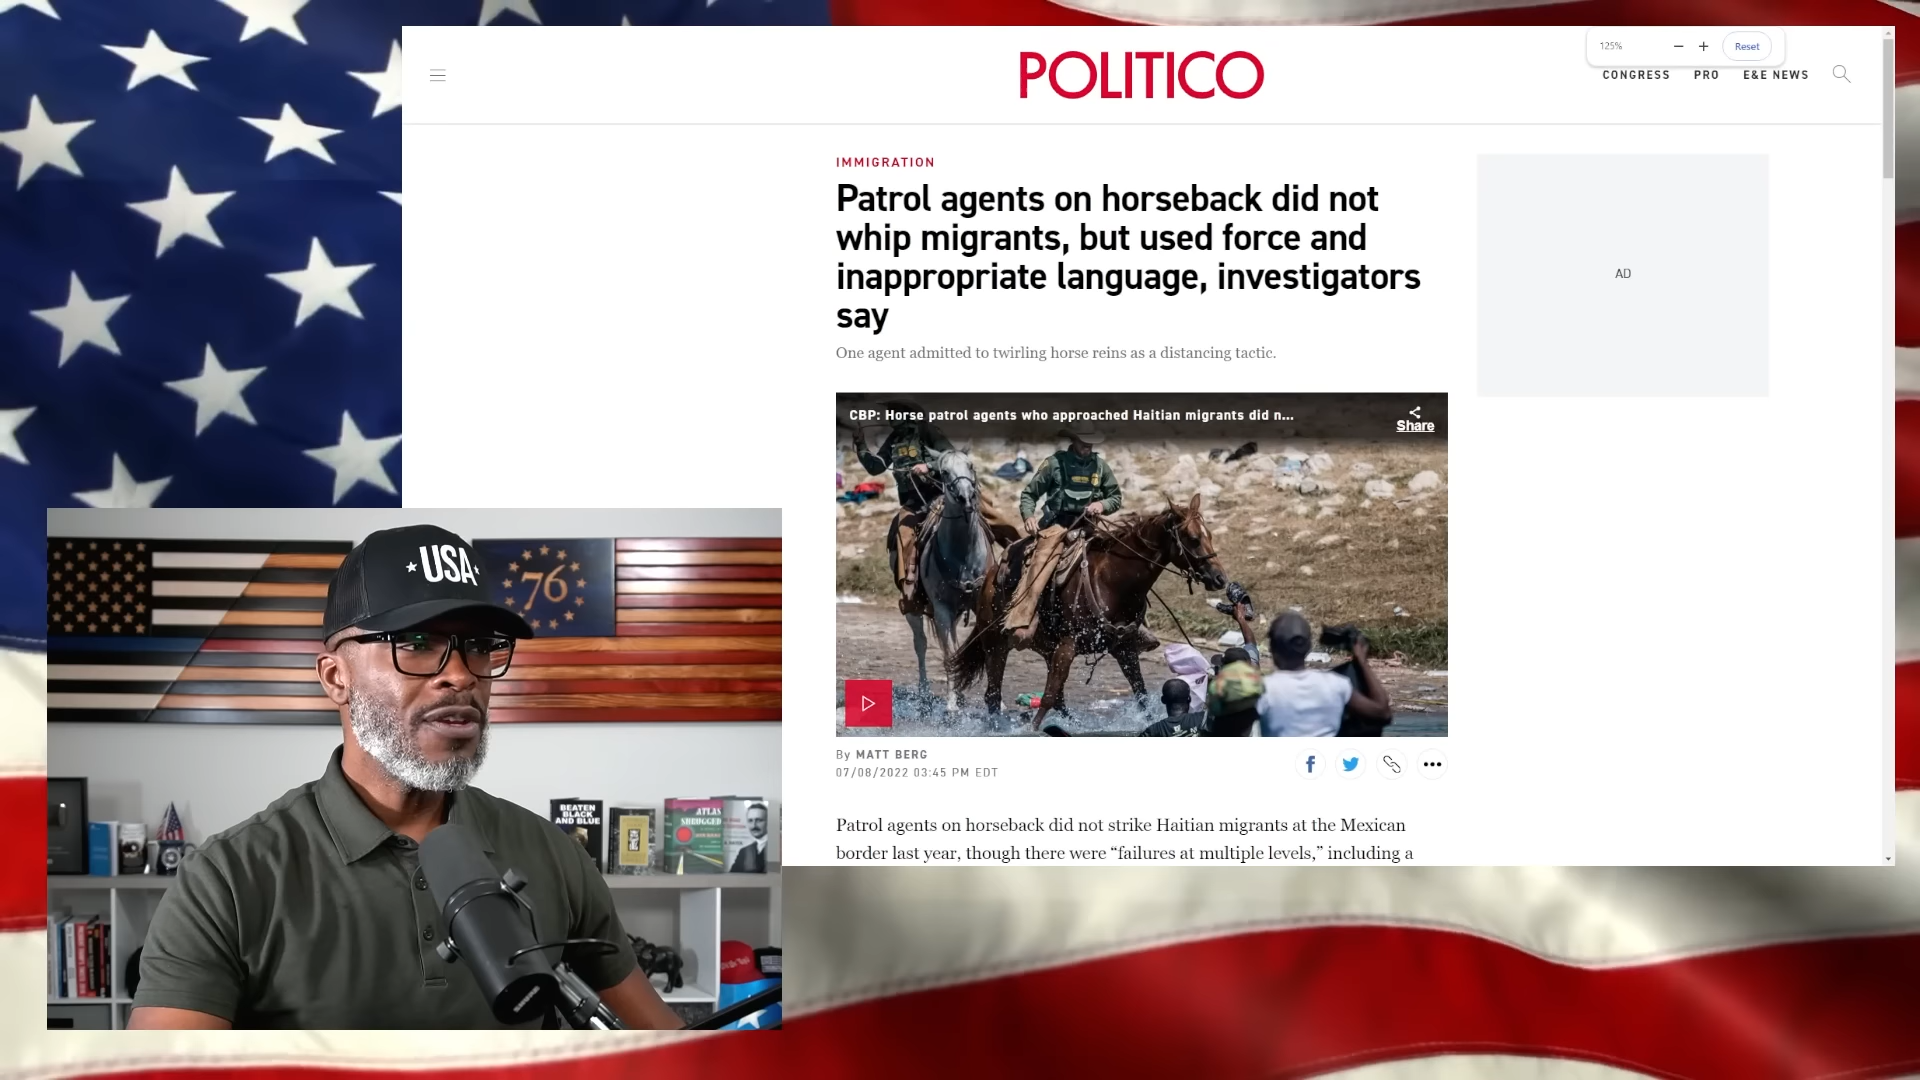 125%
Reset
POLITICO
CONGRESS PRO E&E NEWS
IMMIGRATION
Patrol agents on horseback did not
whip migrants, but used force and
inappropriate language, investigators
say
One agent admitted to twirling horse reins as a distancing tactic.
AD
CBP: Horse patrol agents who approached Haitian migrants did n...
Share
By MATT BERG
07/08/2022 03:45 PM EDT
Patrol agents on horseback did not strike Haitian migrants at the Mexican
border last year, though there were “failures at multiple levels,” including a
★USA★
76
BEATEN
BLACK
AND BLUE
ATLAS
SHRUGGED